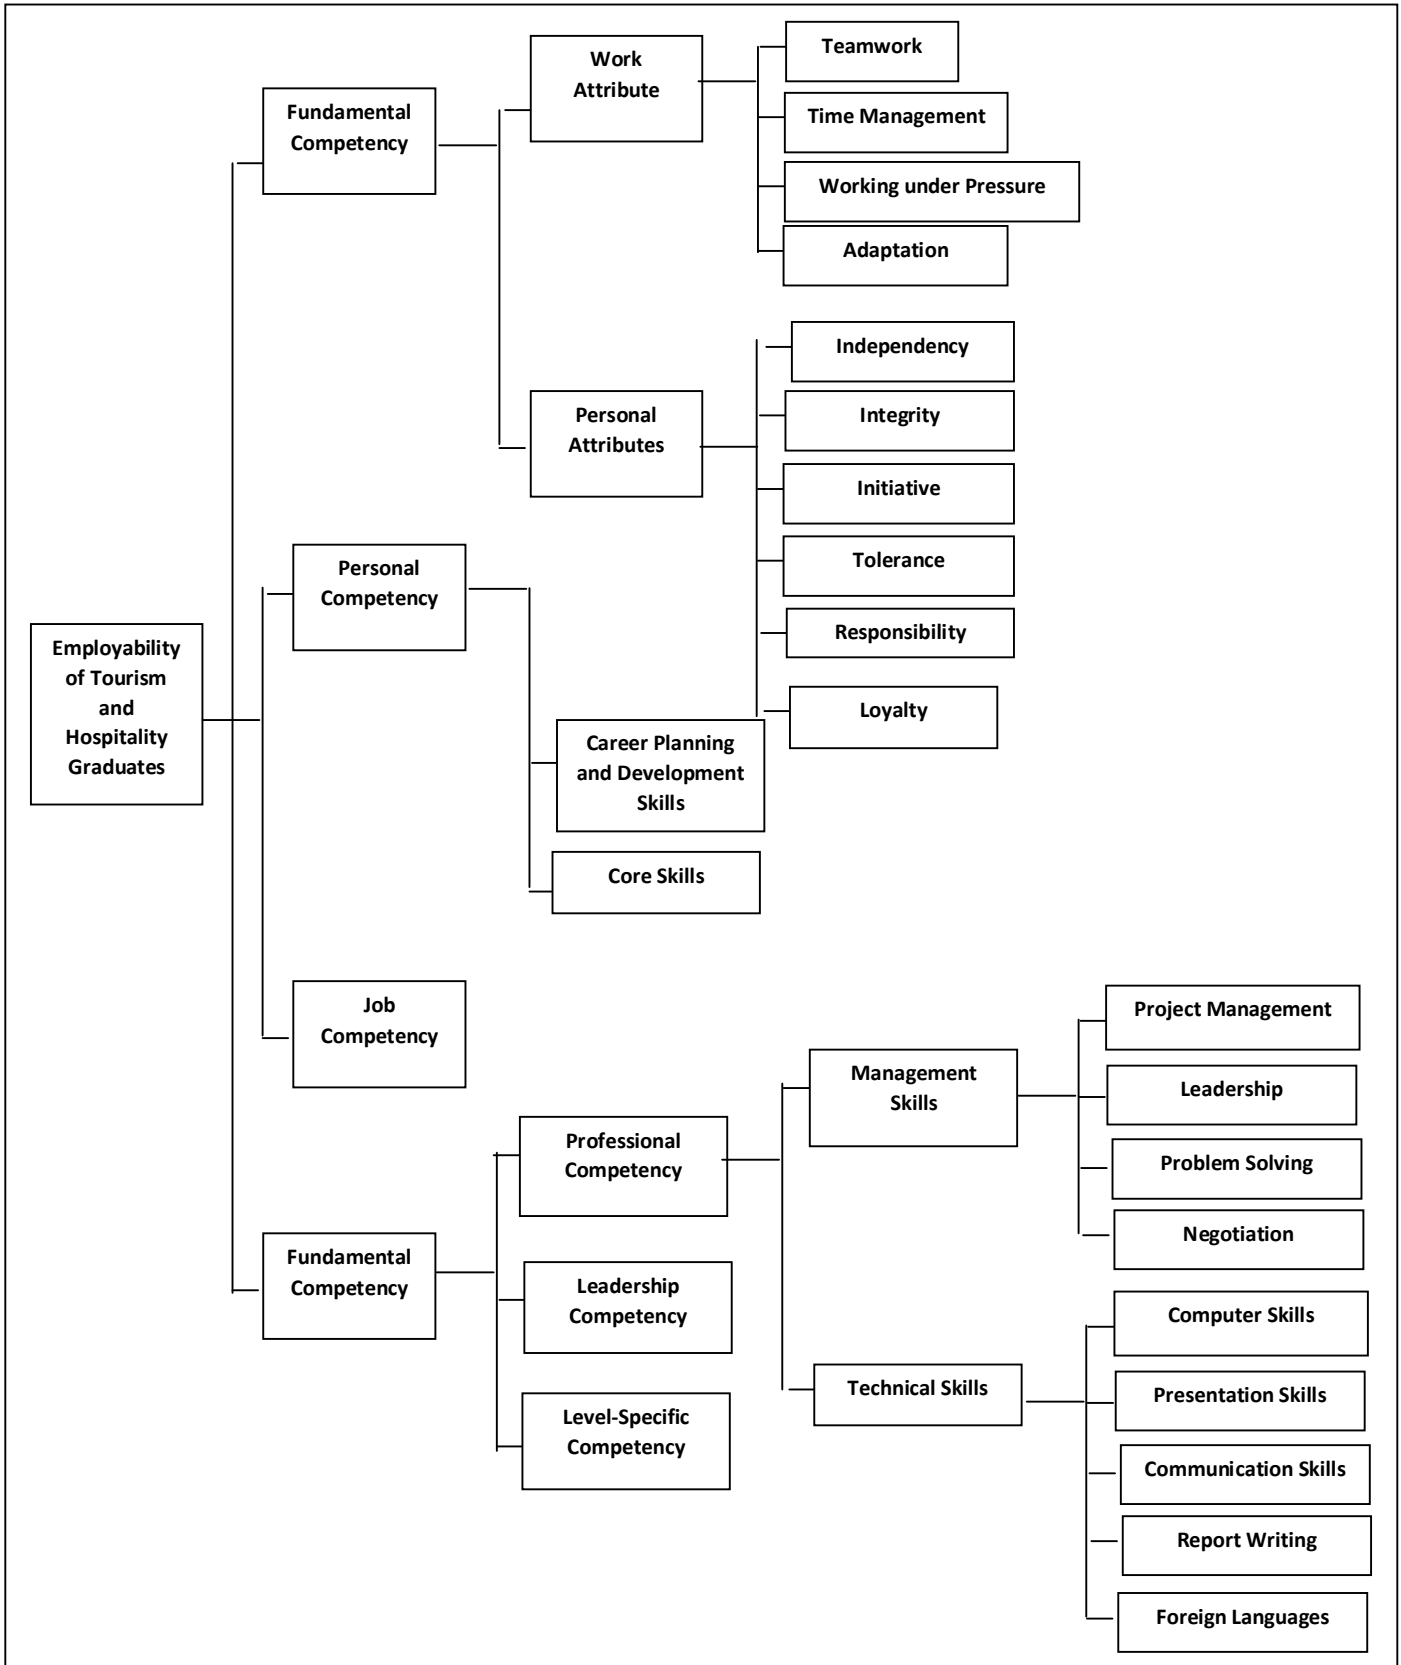 Employability
of Tourism
and
Hospitality
Graduates
Fundamental
Competency
Work
Attribute
Teamwork
Time Management
Working under Pressure
Adaptation
Personal
Attributes
Independency
Integrity
Initiative
Tolerance
Responsibility
Loyalty
Personal
Competency
Career Planning
and Development
Skills
Core Skills
Job
Competency
Fundamental
Competency
Professional
Competency
Management
Skills
Project Management
Leadership
Problem Solving
Negotiation
Technical Skills
Computer Skills
Presentation Skills
Communication Skills
Report Writing
Foreign Languages
Leadership
Competency
Level-Specific
Competency